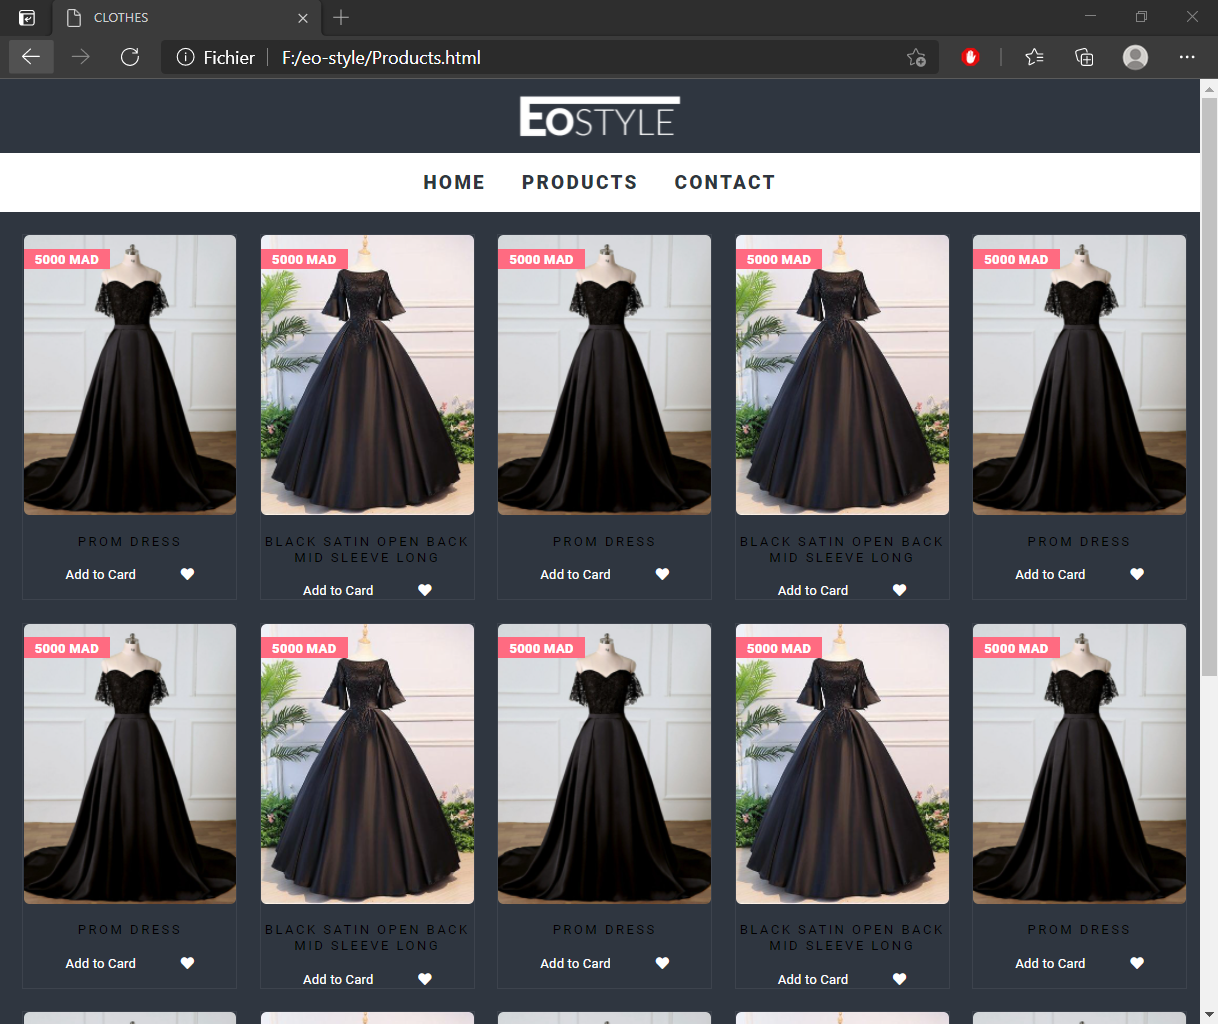 CLOTHES
Fichier F:/eo-style/Products.html
EOSTYLE
HOME PRODUCTS CONTACT
5000 MAD 5000 MAD 5000 MAD 5000 MAD 5000 MAD
PROM DRESS
Add to Card
BLACK SATIN OPEN BACK
MID SLEEVE LONG
Add to Card
PROM DRESS
Add to Card
BLACK SATIN OPEN BACK
MID SLEEVE LONG
Add to Card
PROM DRESS
Add to Card
5000 MAD 5000 MAD 5000 MAD 5000 MAD 5000 MAD
PROM DRESS
Add to Card
BLACK SATIN OPEN BACK
MID SLEEVE LONG
Add to Card
PROM DRESS
Add to Card
BLACK SATIN OPEN BACK
MID SLEEVE LONG
Add to Card
PROM DRESS
Add to Card